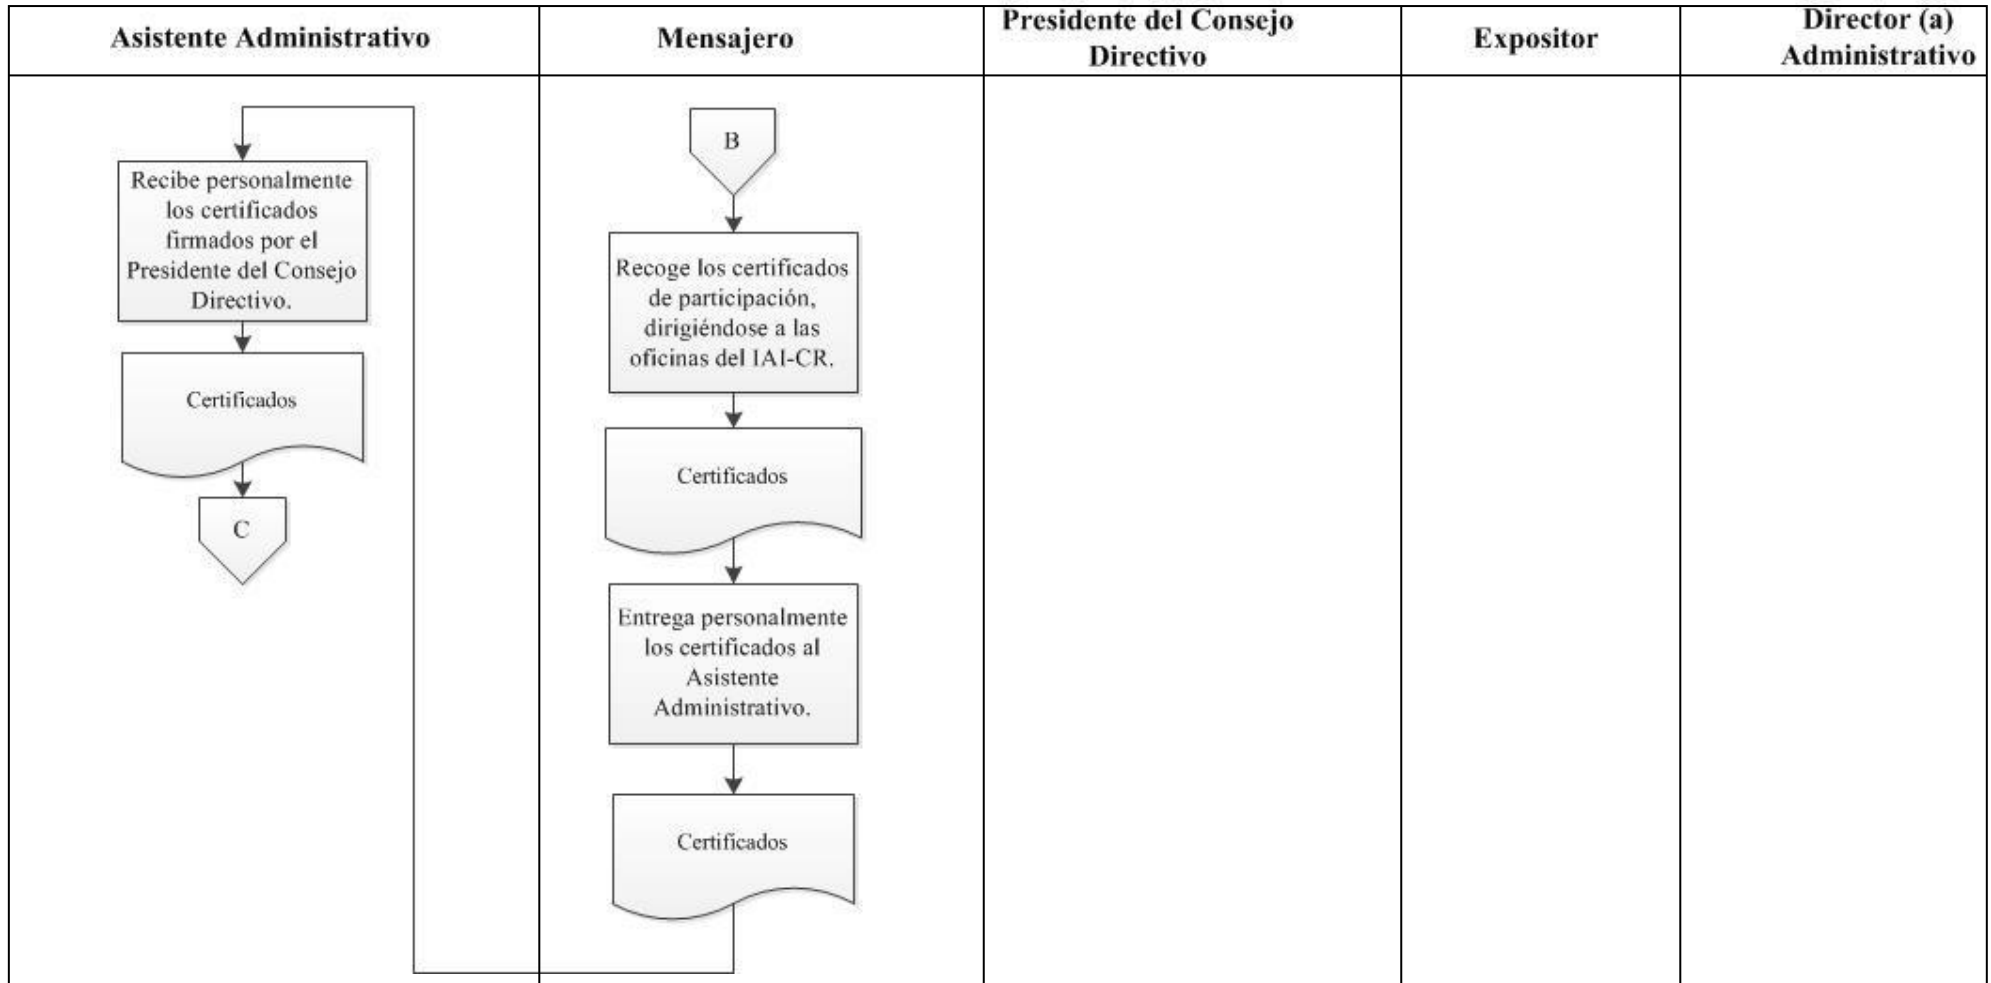 Asistente Administrativo
Mensajero
Presidente del Consejo
Directivo
Expositor
Director (a)
Administrativo
Recibe personalmente
los certificados
firmados por el
Presidente del Consejo
Directivo.
Certificados
C
B
Recoge los certificados
de participación,
dirigiéndose a las
oficinas del IAI-CR.
Certificados
Entrega personalmente
los certificados al
Asistente
Administrativo.
Certificados